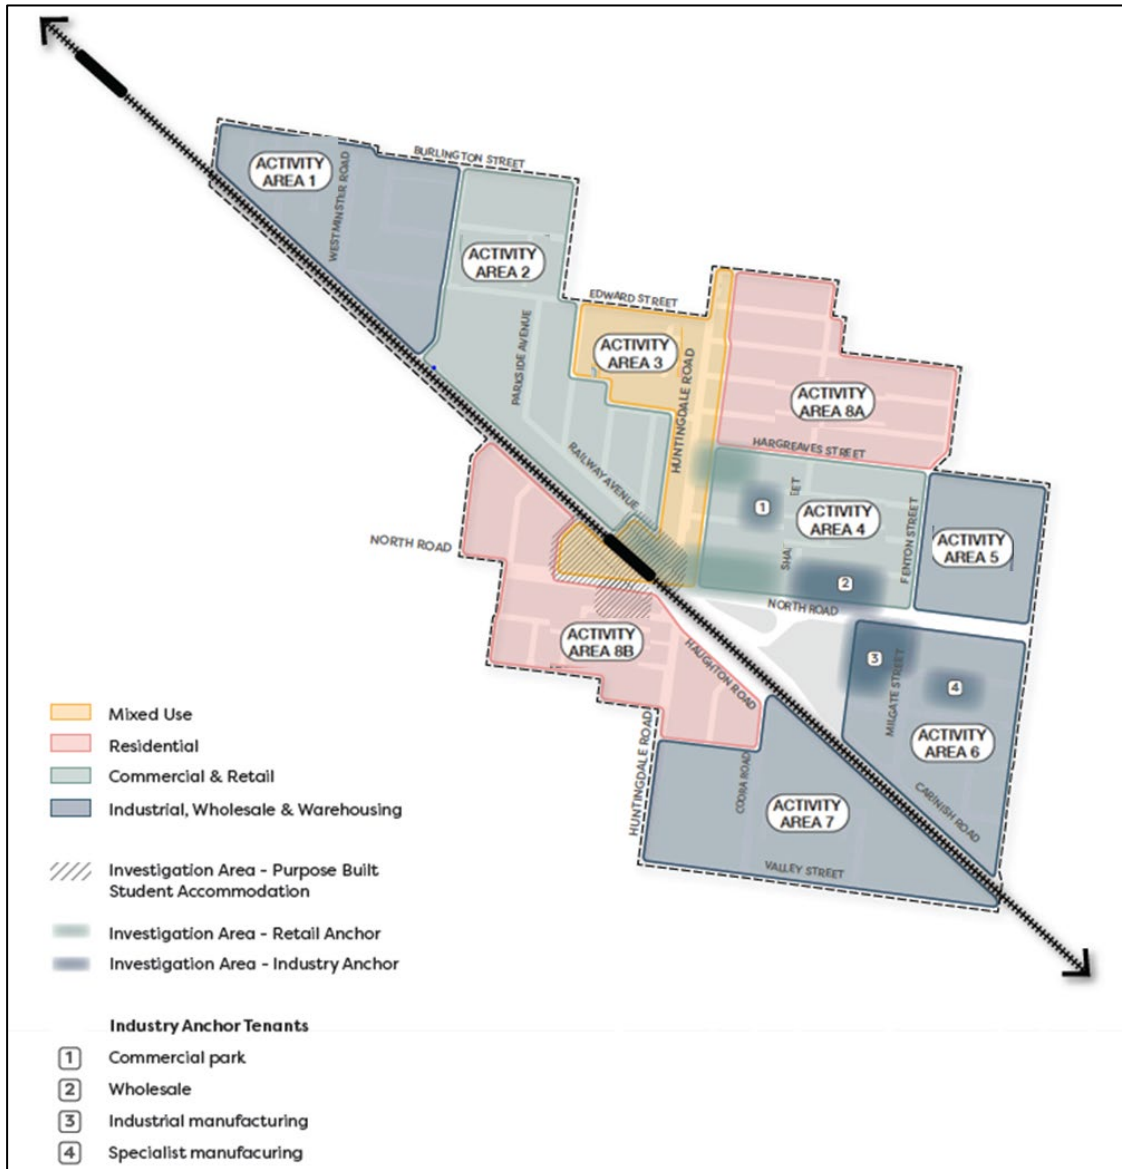 ACTIVITY
AREA 1
WESTMINSTER ROAD
BURLINGTON STREET
ACTIVITY
AREA 2
PARKSIDE AVENUE
EDWARD STREET
ACTIVITY
AREA 3
HUNTINGDALE ROAD
ACTIVITY
AREA 8A
HARGREAVES STREET
RAILWAY AVENUE
1
EET
SHA
ACTIVITY
AREA 4
FENTON STREET
ACTIVITY
AREA 5
NORTH ROAD
2
NORTH ROAD
ACTIVITY
AREA 8B
HAUGHTON ROAD
3
MILGATE STREET
4
ACTIVITY
AREA 6
CARINISH ROAD
HUNTINGDALE ROAD
COORA ROAD
ACTIVITY
AREA 7
VALLEY STREET
Mixed Use
Residential
Commercial & Retail
Industrial, Wholesale & Warehousing
Investigation Area - Purpose Built
Student Accommodation
Investigation Area - Retail Anchor
Investigation Area - Industry Anchor
Industry Anchor Tenants
1 Commercial park
2 Wholesale
3 Industrial manufacturing
4 Specialist manufacuring